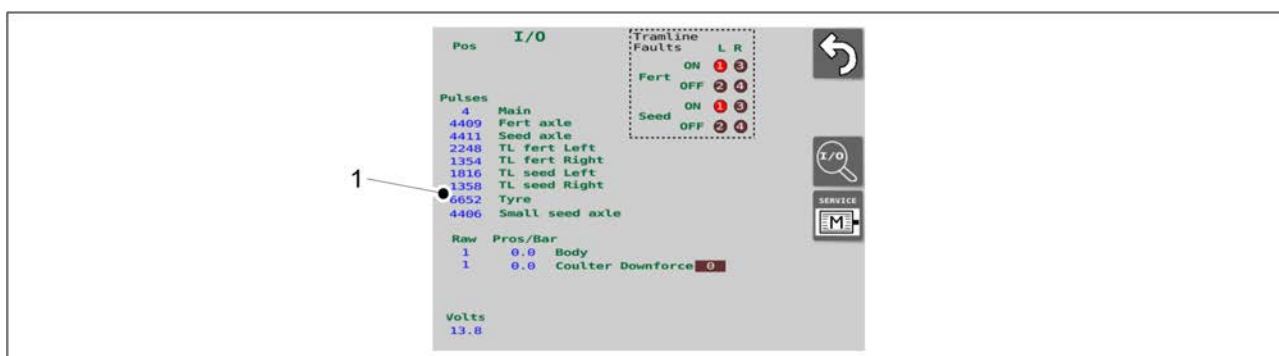 I/O
Pos
Tramline
Faults L R
Fert ON 1 3
OFF 2 4
Seed ON 1 3
OFF 2 4
Pulses
4 Main
4409 Fert axle
4411 Seed axle
2248 TL fert Left
1354 TL fert Right
1816 TL seed Left
1358 TL seed Right
6652 Tyre
4406 Small seed axle
Raw Pros/Bar
1 0.0 Body
1 0.0 Coulter Downforce 0
Volts
13.8
I/O
SERVICE
M
1